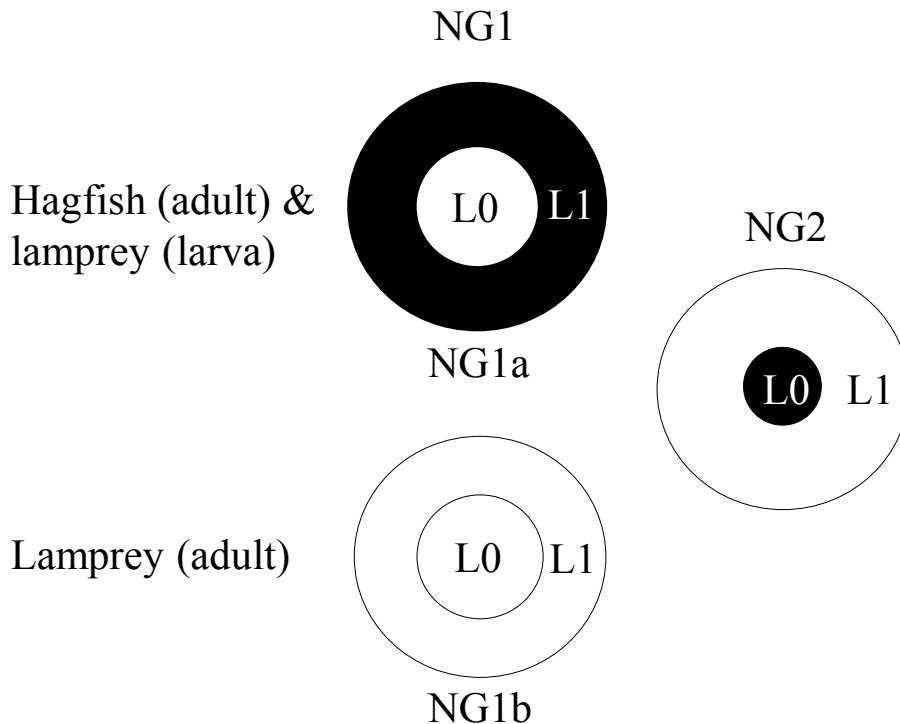 NG1
Hagfish (adult) &
lamprey (larva)
L0
L1
NG1a
NG2
L0
L1
Lamprey (adult)
L0
L1
NG1b